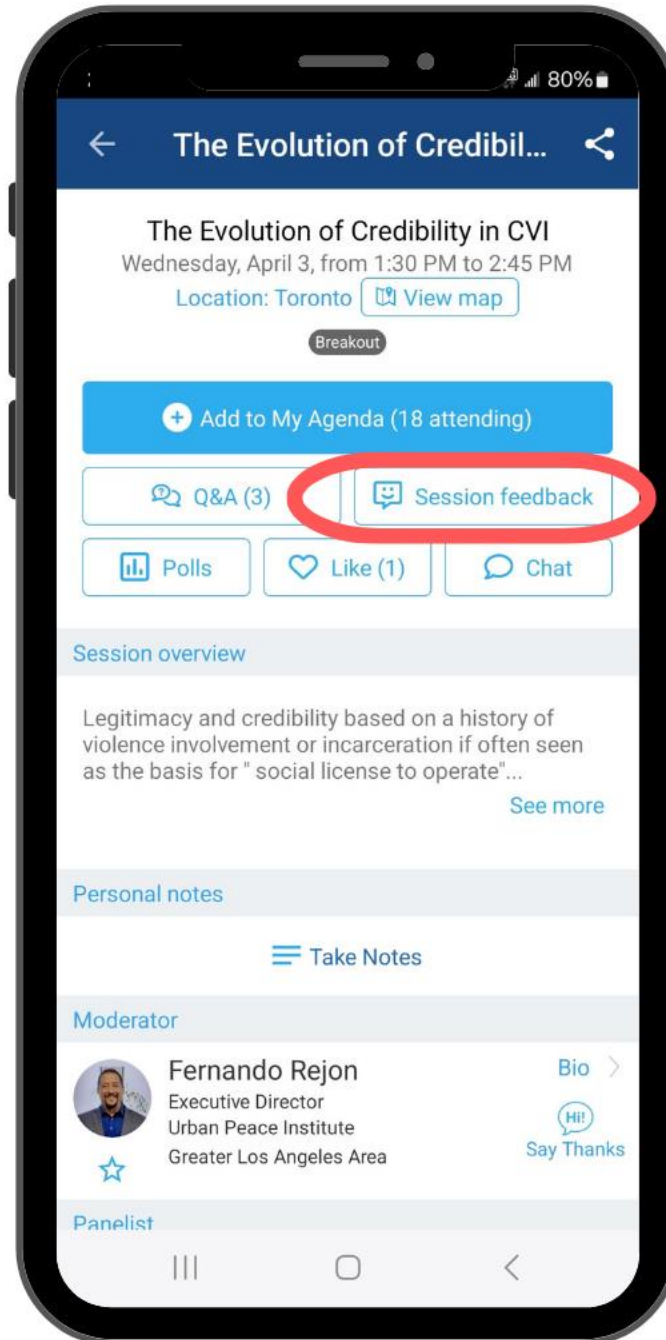 80%
The Evolution of Credibil...
The Evolution of Credibility in CVI
Wednesday, April 3, from 1:30 PM to 2:45 PM
Location: Toronto View map
Breakout
Add to My Agenda (18 attending)
Q&A (3) Session feedback
Polls Like (1) Chat
Session overview
Legitimacy and credibility based on a history of
violence involvement or incarceration if often seen
as the basis for " social license to operate"...
See more
Personal notes
Take Notes
Moderator
Fernando Rejon Bio
Executive Director
Urban Peace Institute Hi!
Greater Los Angeles Area Say Thanks
Panelist